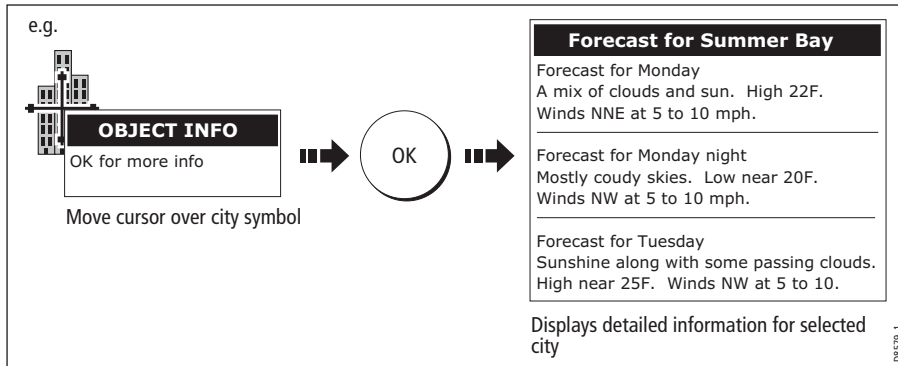 e.g.
OBJECT INFO
OK for more info
Move cursor over city symbol
OK
Forecast for Summer Bay
Forecast for Monday
A mix of clouds and sun. High 22F.
Winds NNE at 5 to 10 mph.
Forecast for Monday night
Mostly coudy skies. Low near 20F.
Winds NW at 5 to 10 mph.
Forecast for Tuesday
Sunshine along with some passing clouds.
High near 25F. Winds NW at 5 to 10.
Displays detailed information for selected
city
D8579_1